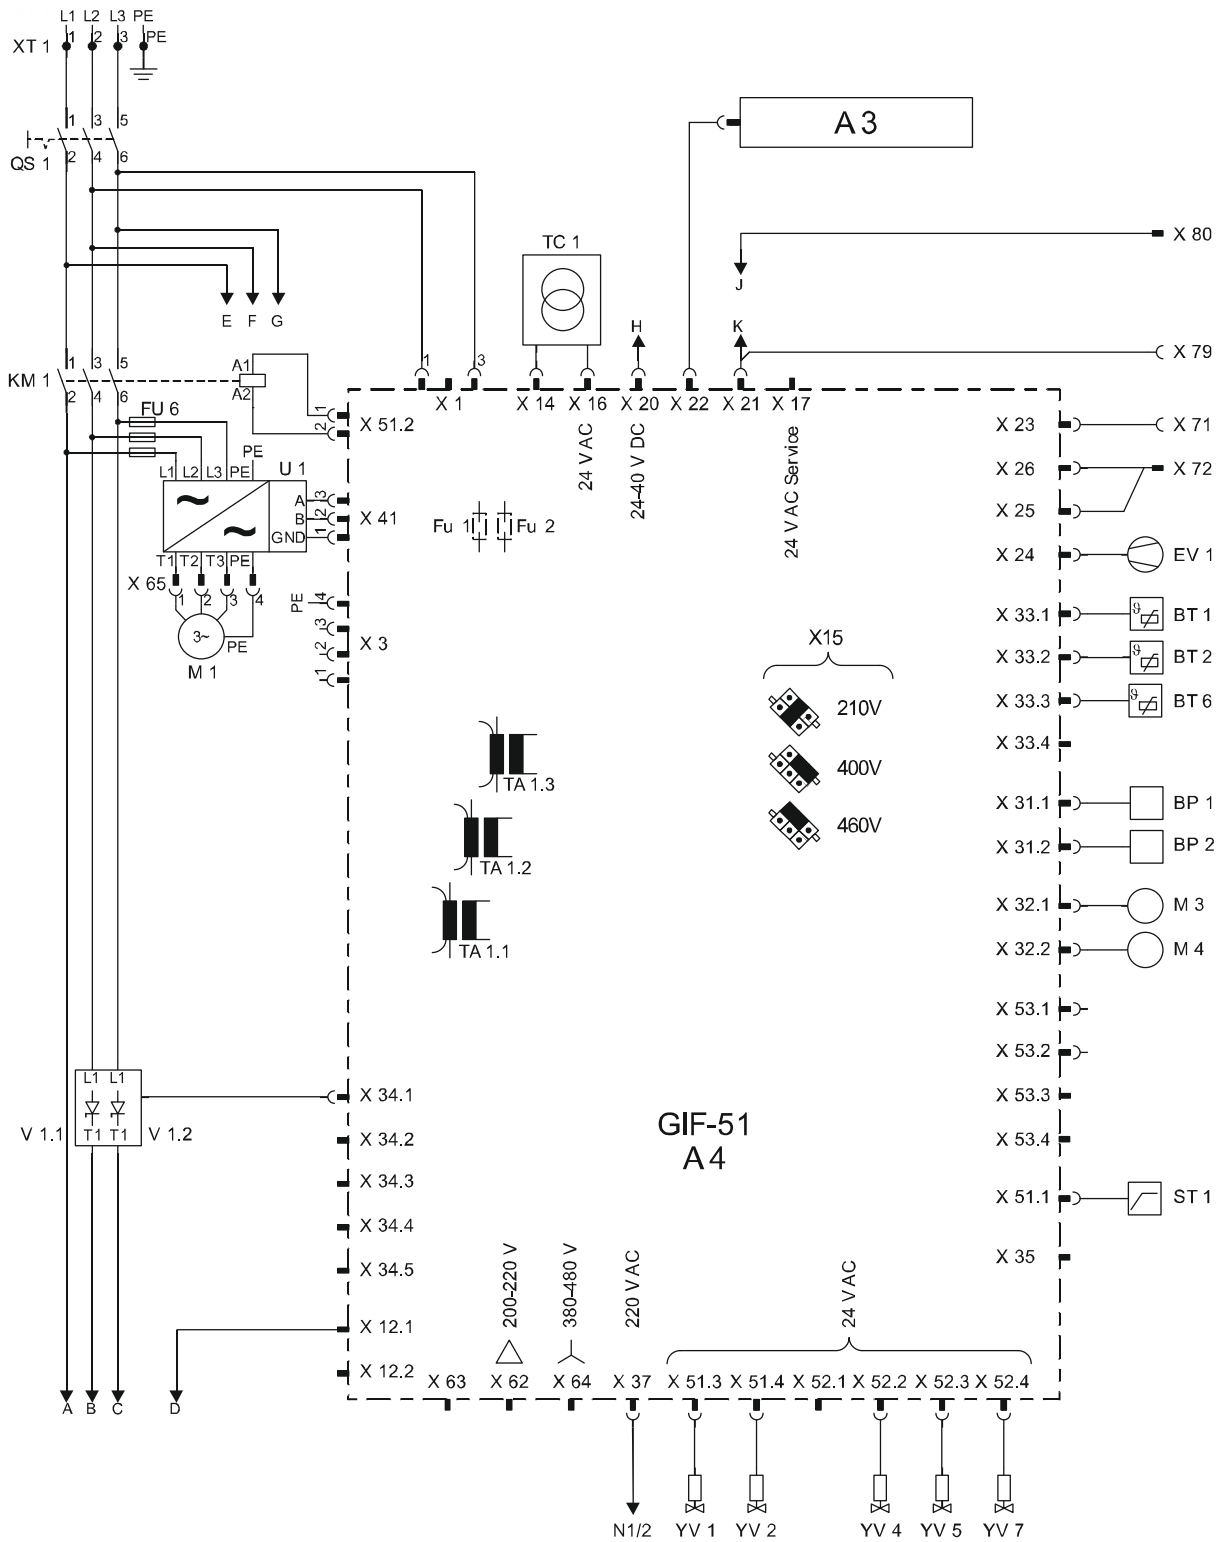 L1 L2 L3 PE
XT 1 1 2 3 PE
A 3
1 3 5
QS 1 2 4 6
X 80
TC 1
J
E F G
H K
X 79
1 3 5
KM 1
2 4 6
A1
A2
1 3
X 1 X 14 X 16 X 20 X 22 X 21 X 17
24 V AC
24-40 V DC
24 V AC Service
FU 6
1
2
X 51.2
X 23 X 71
X 26 X 72
X 25
X 24 EV 1
PE
L1 L2 L3 PE
U 1
A 3
B 2
GND 1
X 41
Fu 1 Fu 2
T1 T2 T3 PE
X 65 1 2 3 4
3~ PE
M 1
PE 4
3
2
1
X 3
X 33.1 BT 1
ϑ
X 33.2 BT 2
ϑ
X 33.3 BT 6
ϑ
X 33.4
X15
210V
400V
460V
TA 1.3
TA 1.2
TA 1.1
X 31.1 BP 1
X 31.2 BP 2
X 32.1 M 3
X 32.2 M 4
X 53.1
X 53.2
X 53.3
X 53.4
X 51.1 ST 1
X 35
L1 L1
V 1.1 T1 T1 V 1.2
X 34.1
X 34.2
X 34.3
X 34.4
X 34.5
X 12.1
X 12.2
GIF-51
A 4
200-220 V
380-480 V
220 V AC
24 V AC
X 63 X 62 X 64 X 37 X 51.3 X 51.4 X 52.1 X 52.2 X 52.3 X 52.4
A B C D
N1/2 YV 1 YV 2 YV 4 YV 5 YV 7